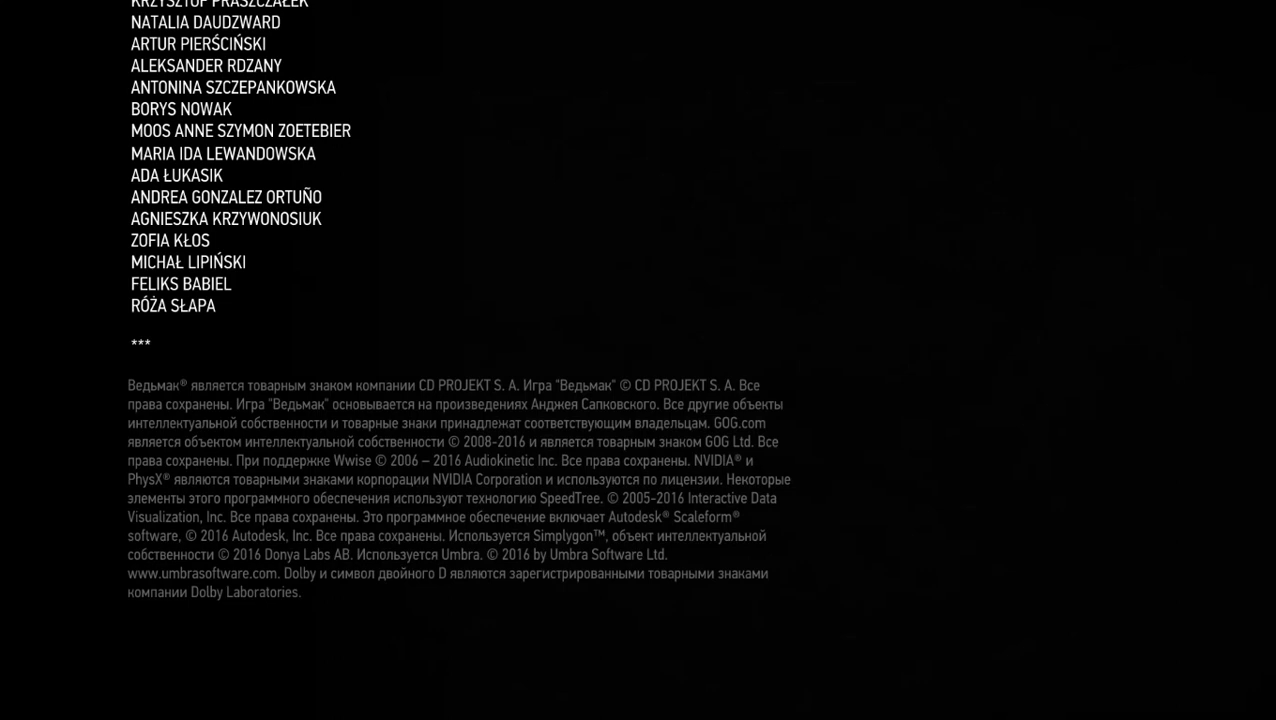 KRZYSZTOF PRASZCZAŁEK
NATALIA DAUDZWARD
ARTUR PIERŚCIŃSKI
ALEKSANDER RDZANY
ANTONINA SZCZEPANKOWSKA
BORYS NOWAK
MOOS ANNE SZYMON ZOETEBIER
MARIA IDA LEWANDOWSKA
ADA ŁUKASIK
ANDREA GONZALEZ ORTUÑO
AGNIESZKA KRZYWONOSIUK
ZOFIA KŁOS
MICHAŁ LIPIŃSKI
FELIKS BABIEL
RÓŻA SŁAPA
***
Ведьмак® является товарным знаком компании CD PROJEKT S. A. Игра "Ведьмак" © CD PROJEKT S. A. Все
права сохранены. Игра "Ведьмак" основывается на произведениях Анджея Сапковского. Все другие объекты
интеллектуальной собственности и товарные знаки принадлежат соответствующим владельцам. GOG.com
является объектом интеллектуальной собственности © 2008-2016 и является товарным знаком GOG Ltd. Все
права сохранены. При поддержке Wwise © 2006 – 2016 Audiokinetic Inc. Все права сохранены. NVIDIA® и
PhysX® являются товарными знаками корпорации NVIDIA Corporation и используются по лицензии. Некоторые
элементы этого программного обеспечения используют технологию SpeedTree. © 2005-2016 Interactive Data
Visualization, Inc. Все права сохранены. Это программное обеспечение включает Autodesk® Scaleform®
software, © 2016 Autodesk, Inc. Все права сохранены. Используется Simplygon™, объект интеллектуальной
собственности © 2016 Donya Labs AB. Используется Umbra. © 2016 by Umbra Software Ltd.
www.umbrasoftware.com. Dolby и символ двойного D являются зарегистрированными товарными знаками
компании Dolby Laboratories.